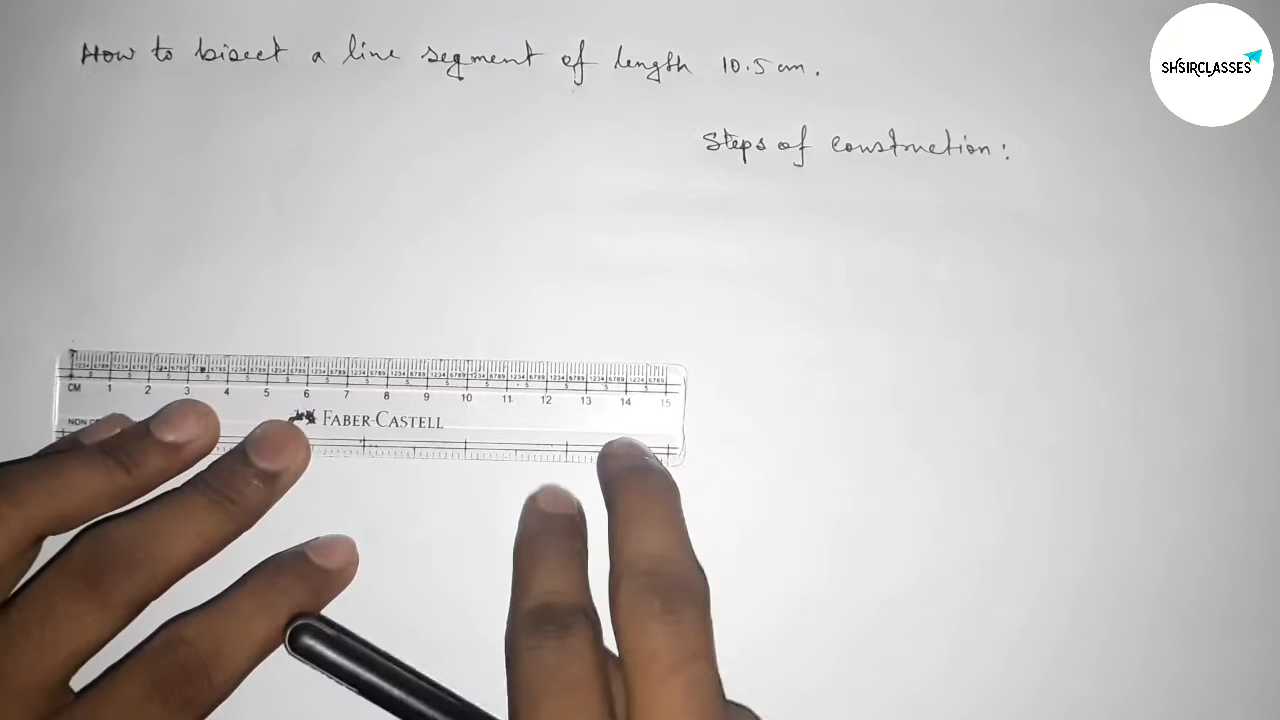 How to bisect a line segment of length 10.5 cm.
SHSIRCLASSES
Steps of construction:
CM 1 2 3 4 5 6 7 8 9 10 11 12 13 14 15
FABER-CASTELL